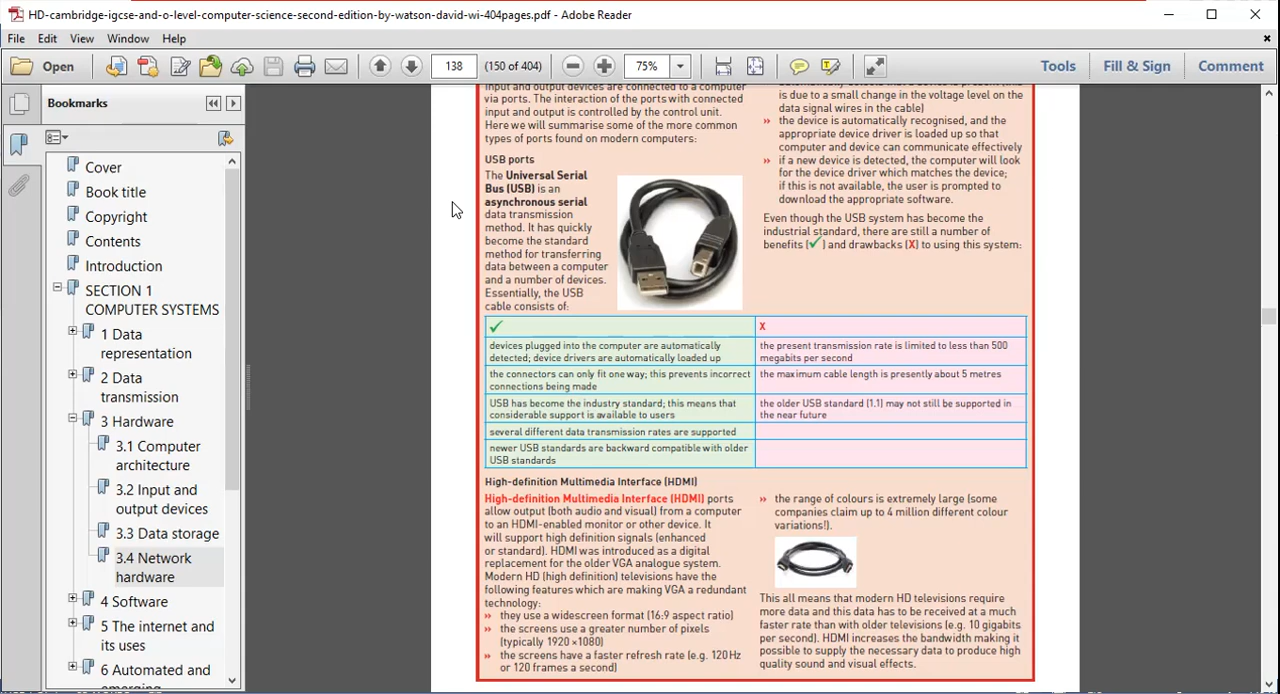 HD-cambridge-igcse-and-o-level-computer-science-second-edition-by-watson-david-wi-404pages.pdf - Adobe Reader
File Edit View Window Help
Open 138 (150 of 404) 75% Tools Fill & Sign Comment
Bookmarks
Cover
Book title
Copyright
Contents
Introduction
SECTION 1
COMPUTER SYSTEMS
1 Data
representation
2 Data
transmission
3 Hardware
3.1 Computer
architecture
3.2 Input and
output devices
3.3 Data storage
3.4 Network
hardware
4 Software
5 The internet and
its uses
6 Automated and
emerging
input and output devices are connected to a computer
via ports. The interaction of the ports with connected
input and output is controlled by the control unit.
Here we will summarise some of the more common
types of ports found on modern computers:
USB ports
The Universal Serial
Bus (USB) is an
asynchronous serial
data transmission
method. It has quickly
become the standard
method for transferring
data between a computer
and a number of devices.
Essentially, the USB
cable consists of:
is due to a small change in the voltage level on the
data signal wires in the cable)
» the device is automatically recognised, and the
appropriate device driver is loaded up so that
computer and device can communicate effectively
» if a new device is detected, the computer will look
for the device driver which matches the device;
if this is not available, the user is prompted to
download the appropriate software.
Even though the USB system has become the
industrial standard, there are still a number of
benefits (✓) and drawbacks (X) to using this system:
✓ X
devices plugged into the computer are automatically
detected; device drivers are automatically loaded up
the present transmission rate is limited to less than 500
megabits per second
the connectors can only fit one way; this prevents incorrect
connections being made
the maximum cable length is presently about 5 metres
USB has become the industry standard; this means that
considerable support is available to users
the older USB standard (1.1) may not still be supported in
the near future
several different data transmission rates are supported
newer USB standards are backward compatible with older
USB standards
High-definition Multimedia Interface (HDMI)
High-definition Multimedia Interface (HDMI) ports
allow output (both audio and visual) from a computer
to an HDMI-enabled monitor or other device. It
will support high definition signals (enhanced
or standard). HDMI was introduced as a digital
replacement for the older VGA analogue system.
Modern HD (high definition) televisions have the
following features which are making VGA a redundant
technology:
» they use a widescreen format (16:9 aspect ratio)
» the screens use a greater number of pixels
(typically 1920 ×1080)
» the screens have a faster refresh rate (e.g. 120 Hz
or 120 frames a second)
» the range of colours is extremely large (some
companies claim up to 4 million different colour
variations!).
This all means that modern HD televisions require
more data and this data has to be received at a much
faster rate than with older televisions (e.g. 10 gigabits
per second). HDMI increases the bandwidth making it
possible to supply the necessary data to produce high
quality sound and visual effects.